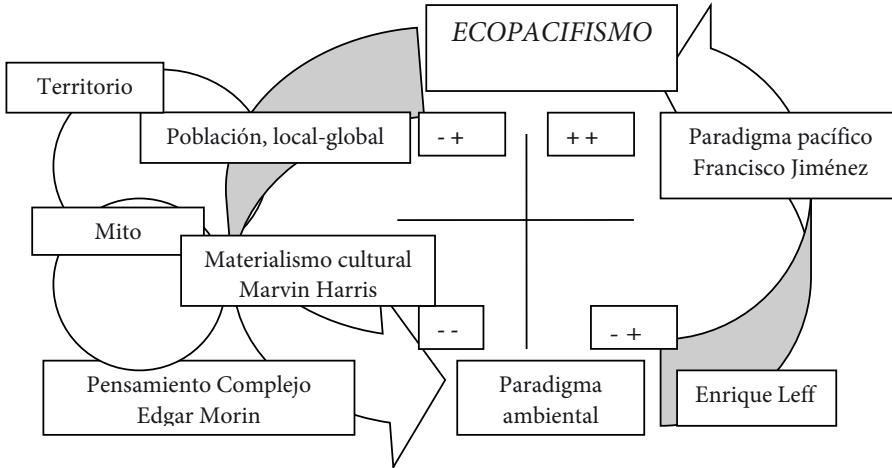 ECOPACIFISMO
Territorio
Población, local-global
- +
+ +
Paradigma pacífico
Francisco Jiménez
Mito
Materialismo cultural
Marvin Harris
- -
- +
Pensamiento Complejo
Edgar Morin
Paradigma
ambiental
Enrique Leff